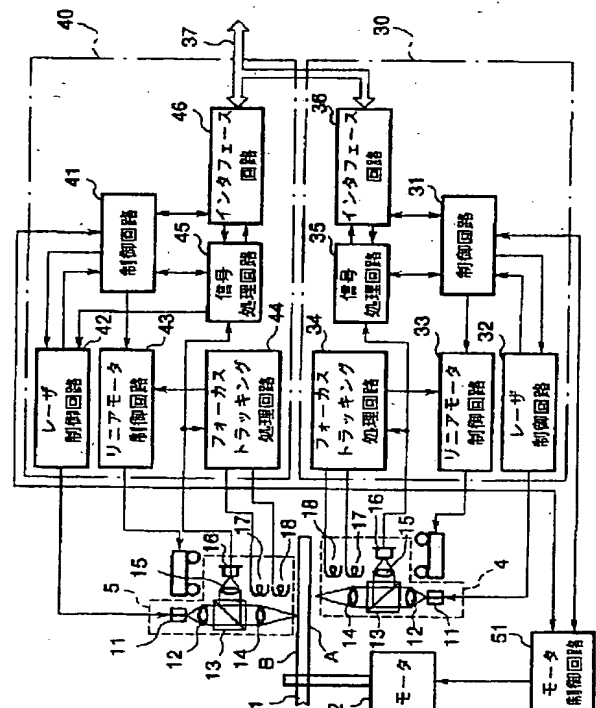 40
37
30
46
インタフェース
回路
36
インタフェース
回路
41
制御回路
45
信号
処理回路
35
信号
処理回路
31
制御回路
42
レーザ
制御回路
43
リニアモータ
制御回路
44
フォーカス
トラッキング
処理回路
34
フォーカス
トラッキング
処理回路
33
リニアモータ
制御回路
32
レーザ
制御回路
5
11
12
13
14
15
16
17
18
B
A
1
18
17
16
15
14
13
12
11
4
51
モータ
制御回路
2
モータ